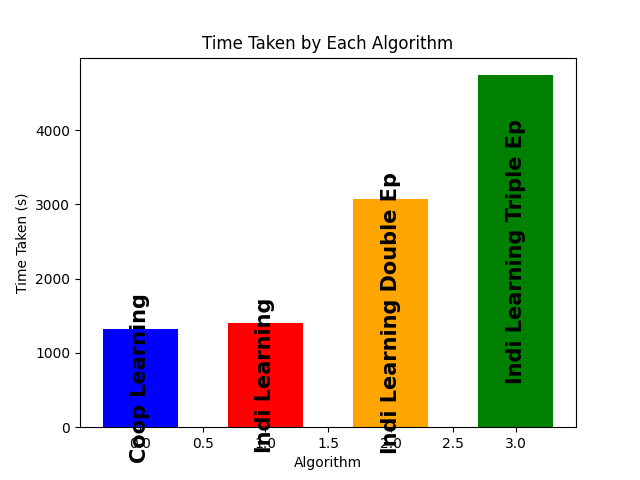 Time Taken by Each Algorithm
Time Taken (s)
4000
3000
2000
1000
0
Coop Learning
Indi Learning
Indi Learning Double Ep
Indi Learning Triple Ep
0.0
0.5
1.0
1.5
2.0
2.5
3.0
Algorithm